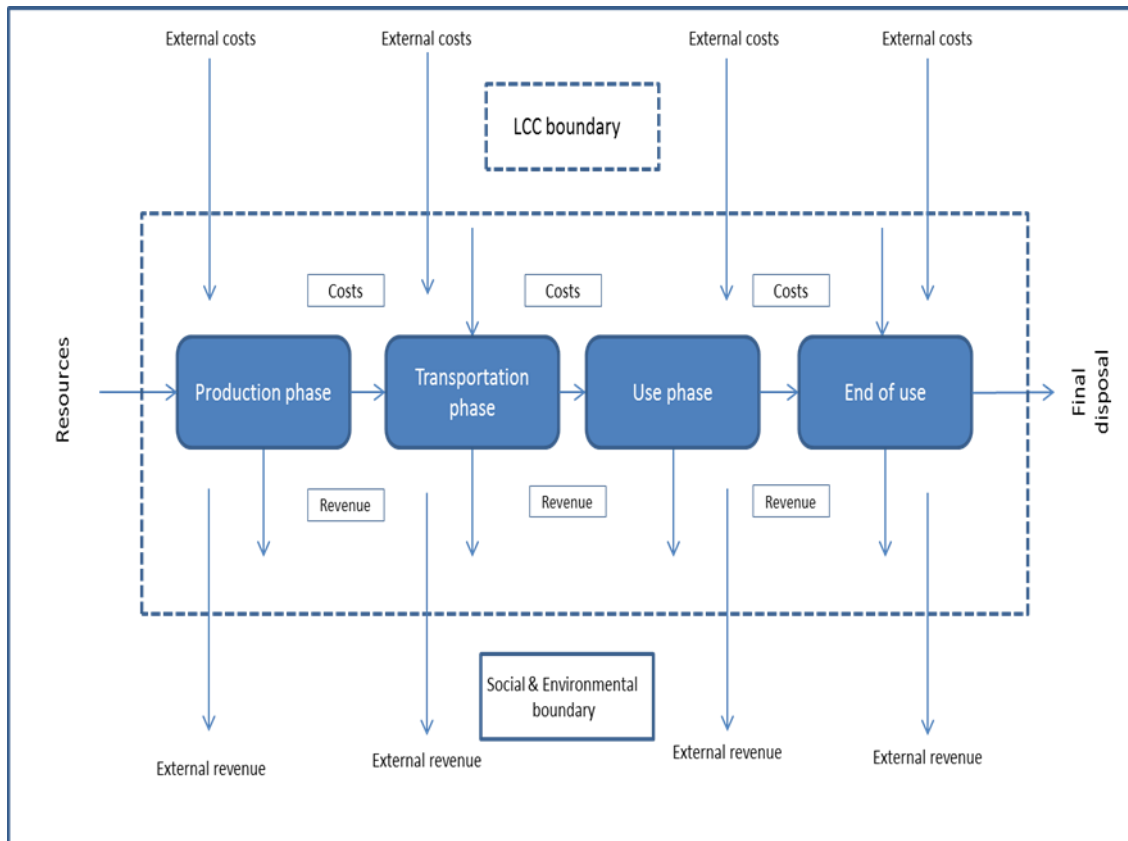 External costs
External costs
External costs
External costs
LCC boundary
Costs
Costs
Costs
Resources
Production phase
Transportation
phase
Use phase
End of use
Final
disposal
Revenue
Revenue
Revenue
Social & Environmental
boundary
External revenue
External revenue
External revenue
External revenue